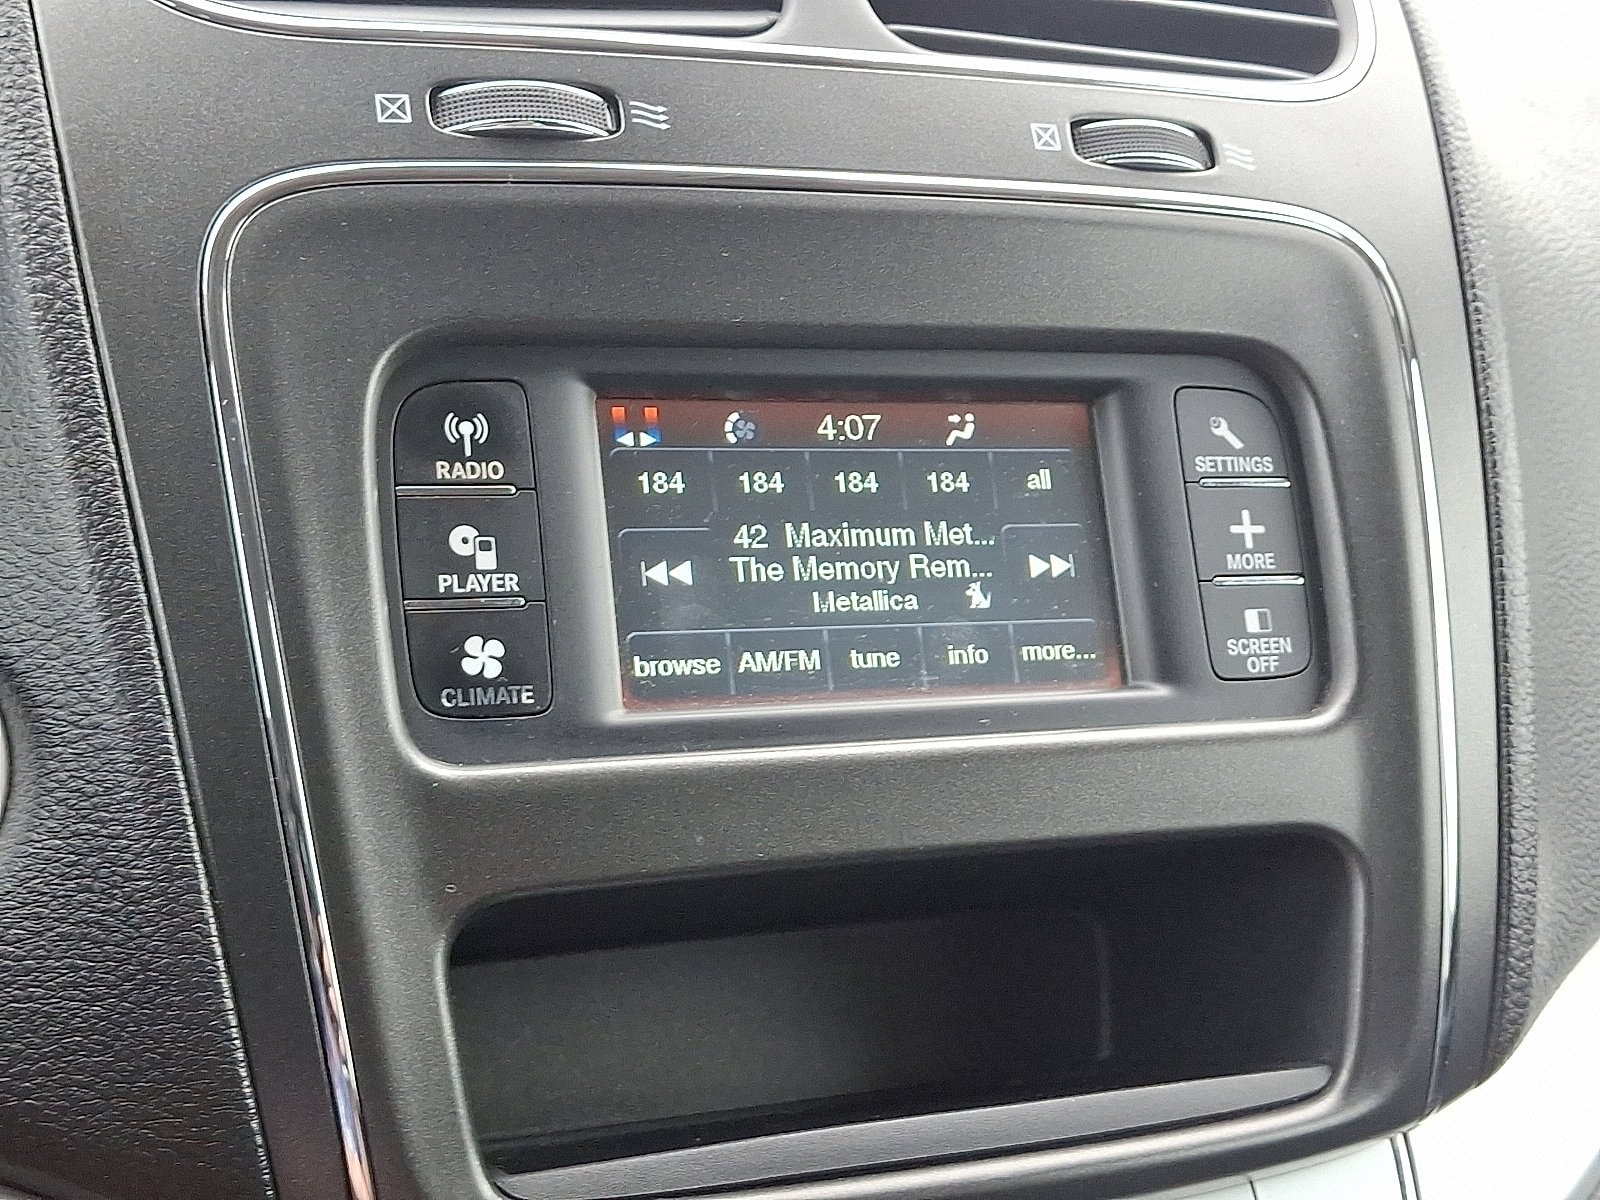 RADIO
PLAYER
CLIMATE
4:07
184 184 184 184 all
42 Maximum Met...
The Memory Rem...
Metallica
browse AM/FM tune info more...
SETTINGS
MORE
SCREEN
OFF